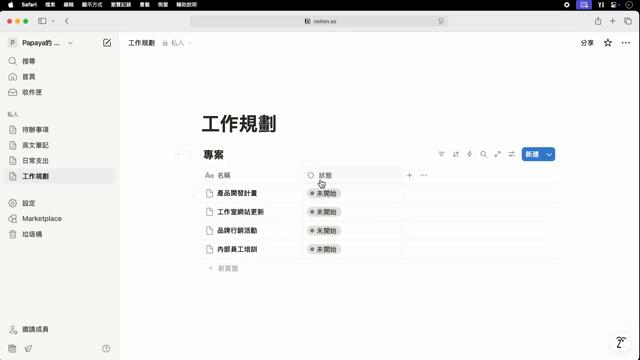 Safari 檔案 編輯 顯示方式 瀏覽記錄 書籤 視窗 輔助說明
notion.so
P Papaya的 ...
工作規劃 私人
分享
搜尋
首頁
收件匣
私人
待辦事項
英文筆記
日常支出
工作規劃
設定
Marketplace
垃圾桶
邀請成員
工作規劃
專案
新建
Aa 名稱 狀態
產品開發計畫 未開始
工作室網站更新 未開始
品牌行銷活動 未開始
內部員工培訓 未開始
+ 新頁面